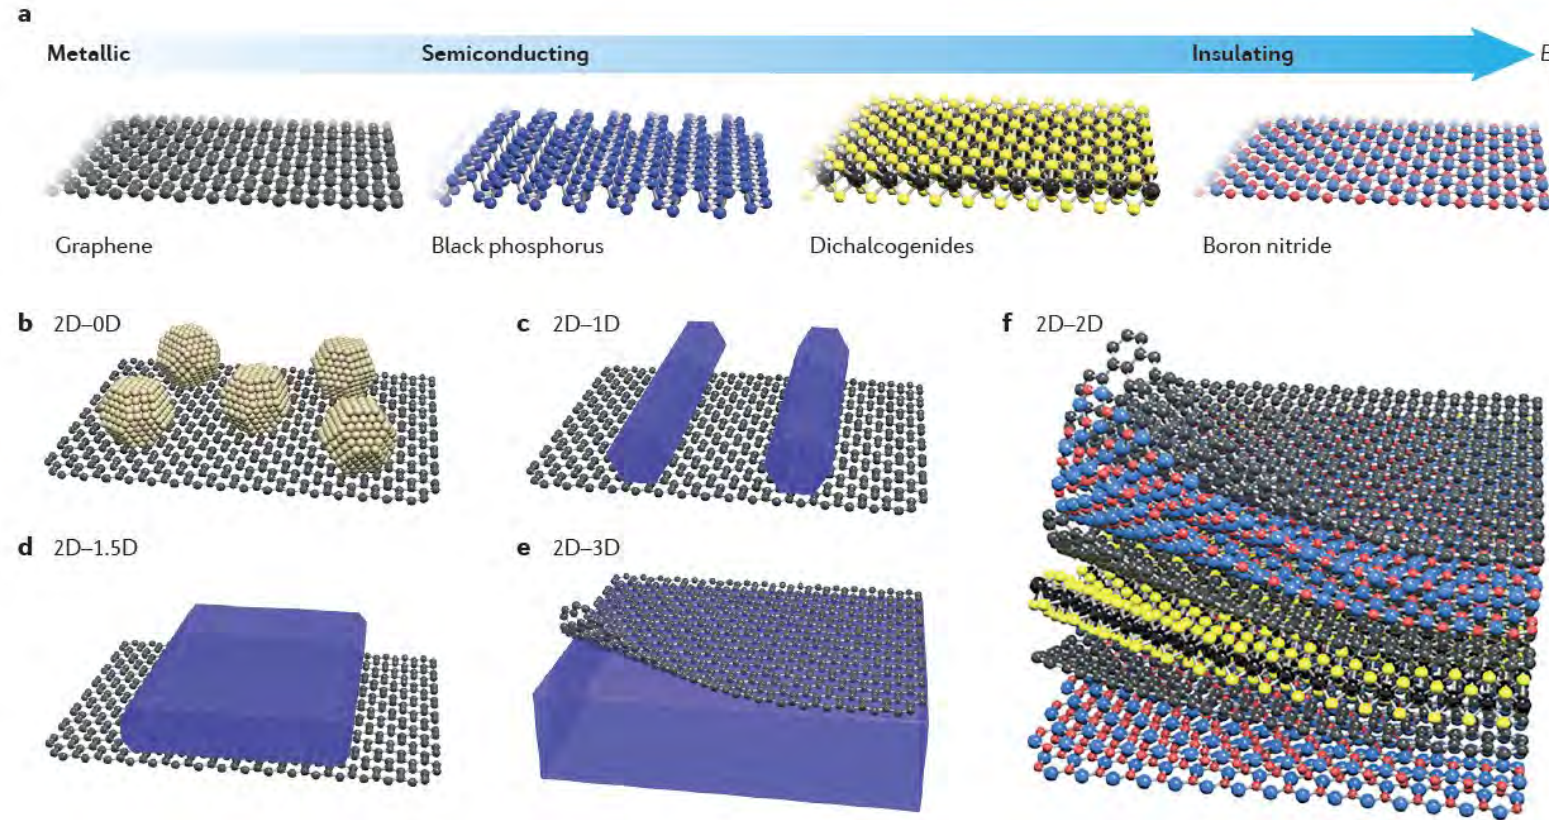 a
Metallic Semiconducting Insulating E
Graphene Black phosphorus Dichalcogenides Boron nitride
b 2D–0D c 2D–1D f 2D–2D
d 2D–1.5D e 2D–3D